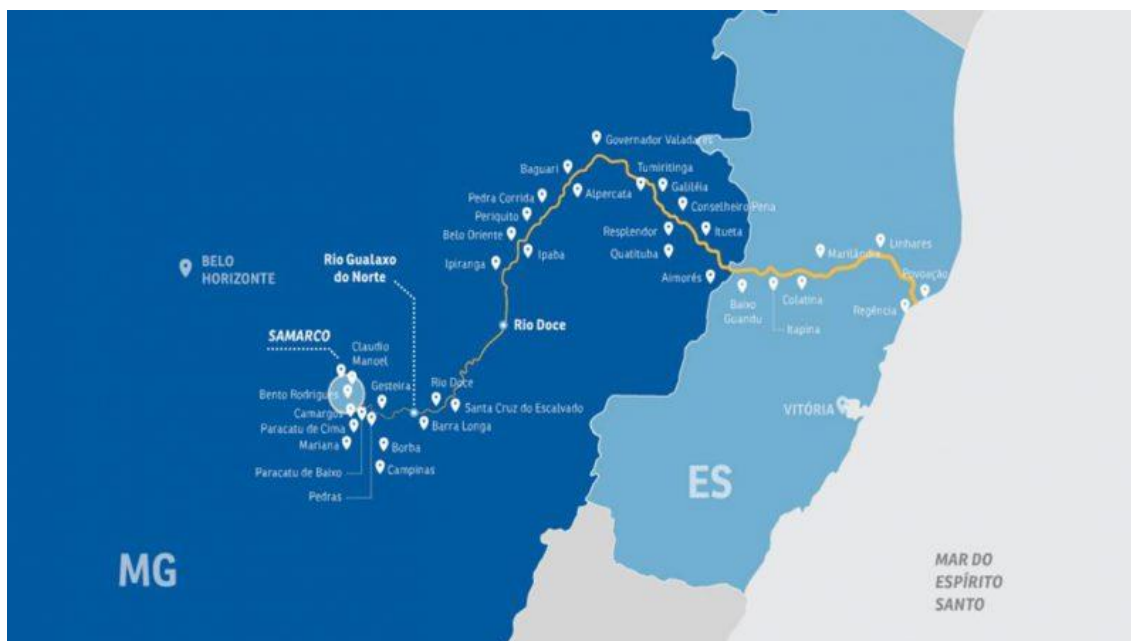 Governador Valadares
Baguari
Tumiritinga
Pedra Corrida
Alpercata
Galiléia
Periquito
Conselheiro Pena
Belo Oriente
Resplendor
Itueta
Ipiranga
Ipaba
Quatituba
Linhares
Marilândia
BELO
HORIZONTE
Rio Gualaxo
do Norte
Aimorés
Povoação
Baixo
Guandu
Colatina
Regência
Itapina
Rio Doce
SAMARCO
Claudio
Manoel
Gesteira
Rio Doce
Bento Rodrigues
Santa Cruz do Escalvado
VITÓRIA
Camargos
Paracatu de Cima
Barra Longa
Mariana
Borba
Paracatu de Baixo
Campinas
Pedras
ES
MG
MAR DO
ESPÍRITO
SANTO